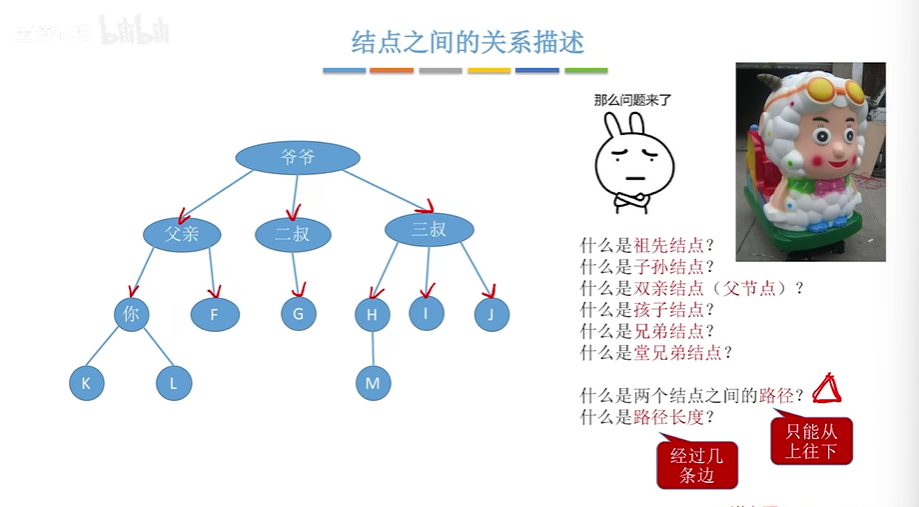 bilibili
结点之间的关系描述
那么问题来了
爷爷
父亲
二叔
三叔
你
F
G
H
I
J
K
L
M
什么是祖先结点？
什么是子孙结点？
什么是双亲结点（父节点）？
什么是孩子结点？
什么是兄弟结点？
什么是堂兄弟结点？
什么是两个结点之间的路径？
什么是路径长度？
只能从
上往下
经过几
条边